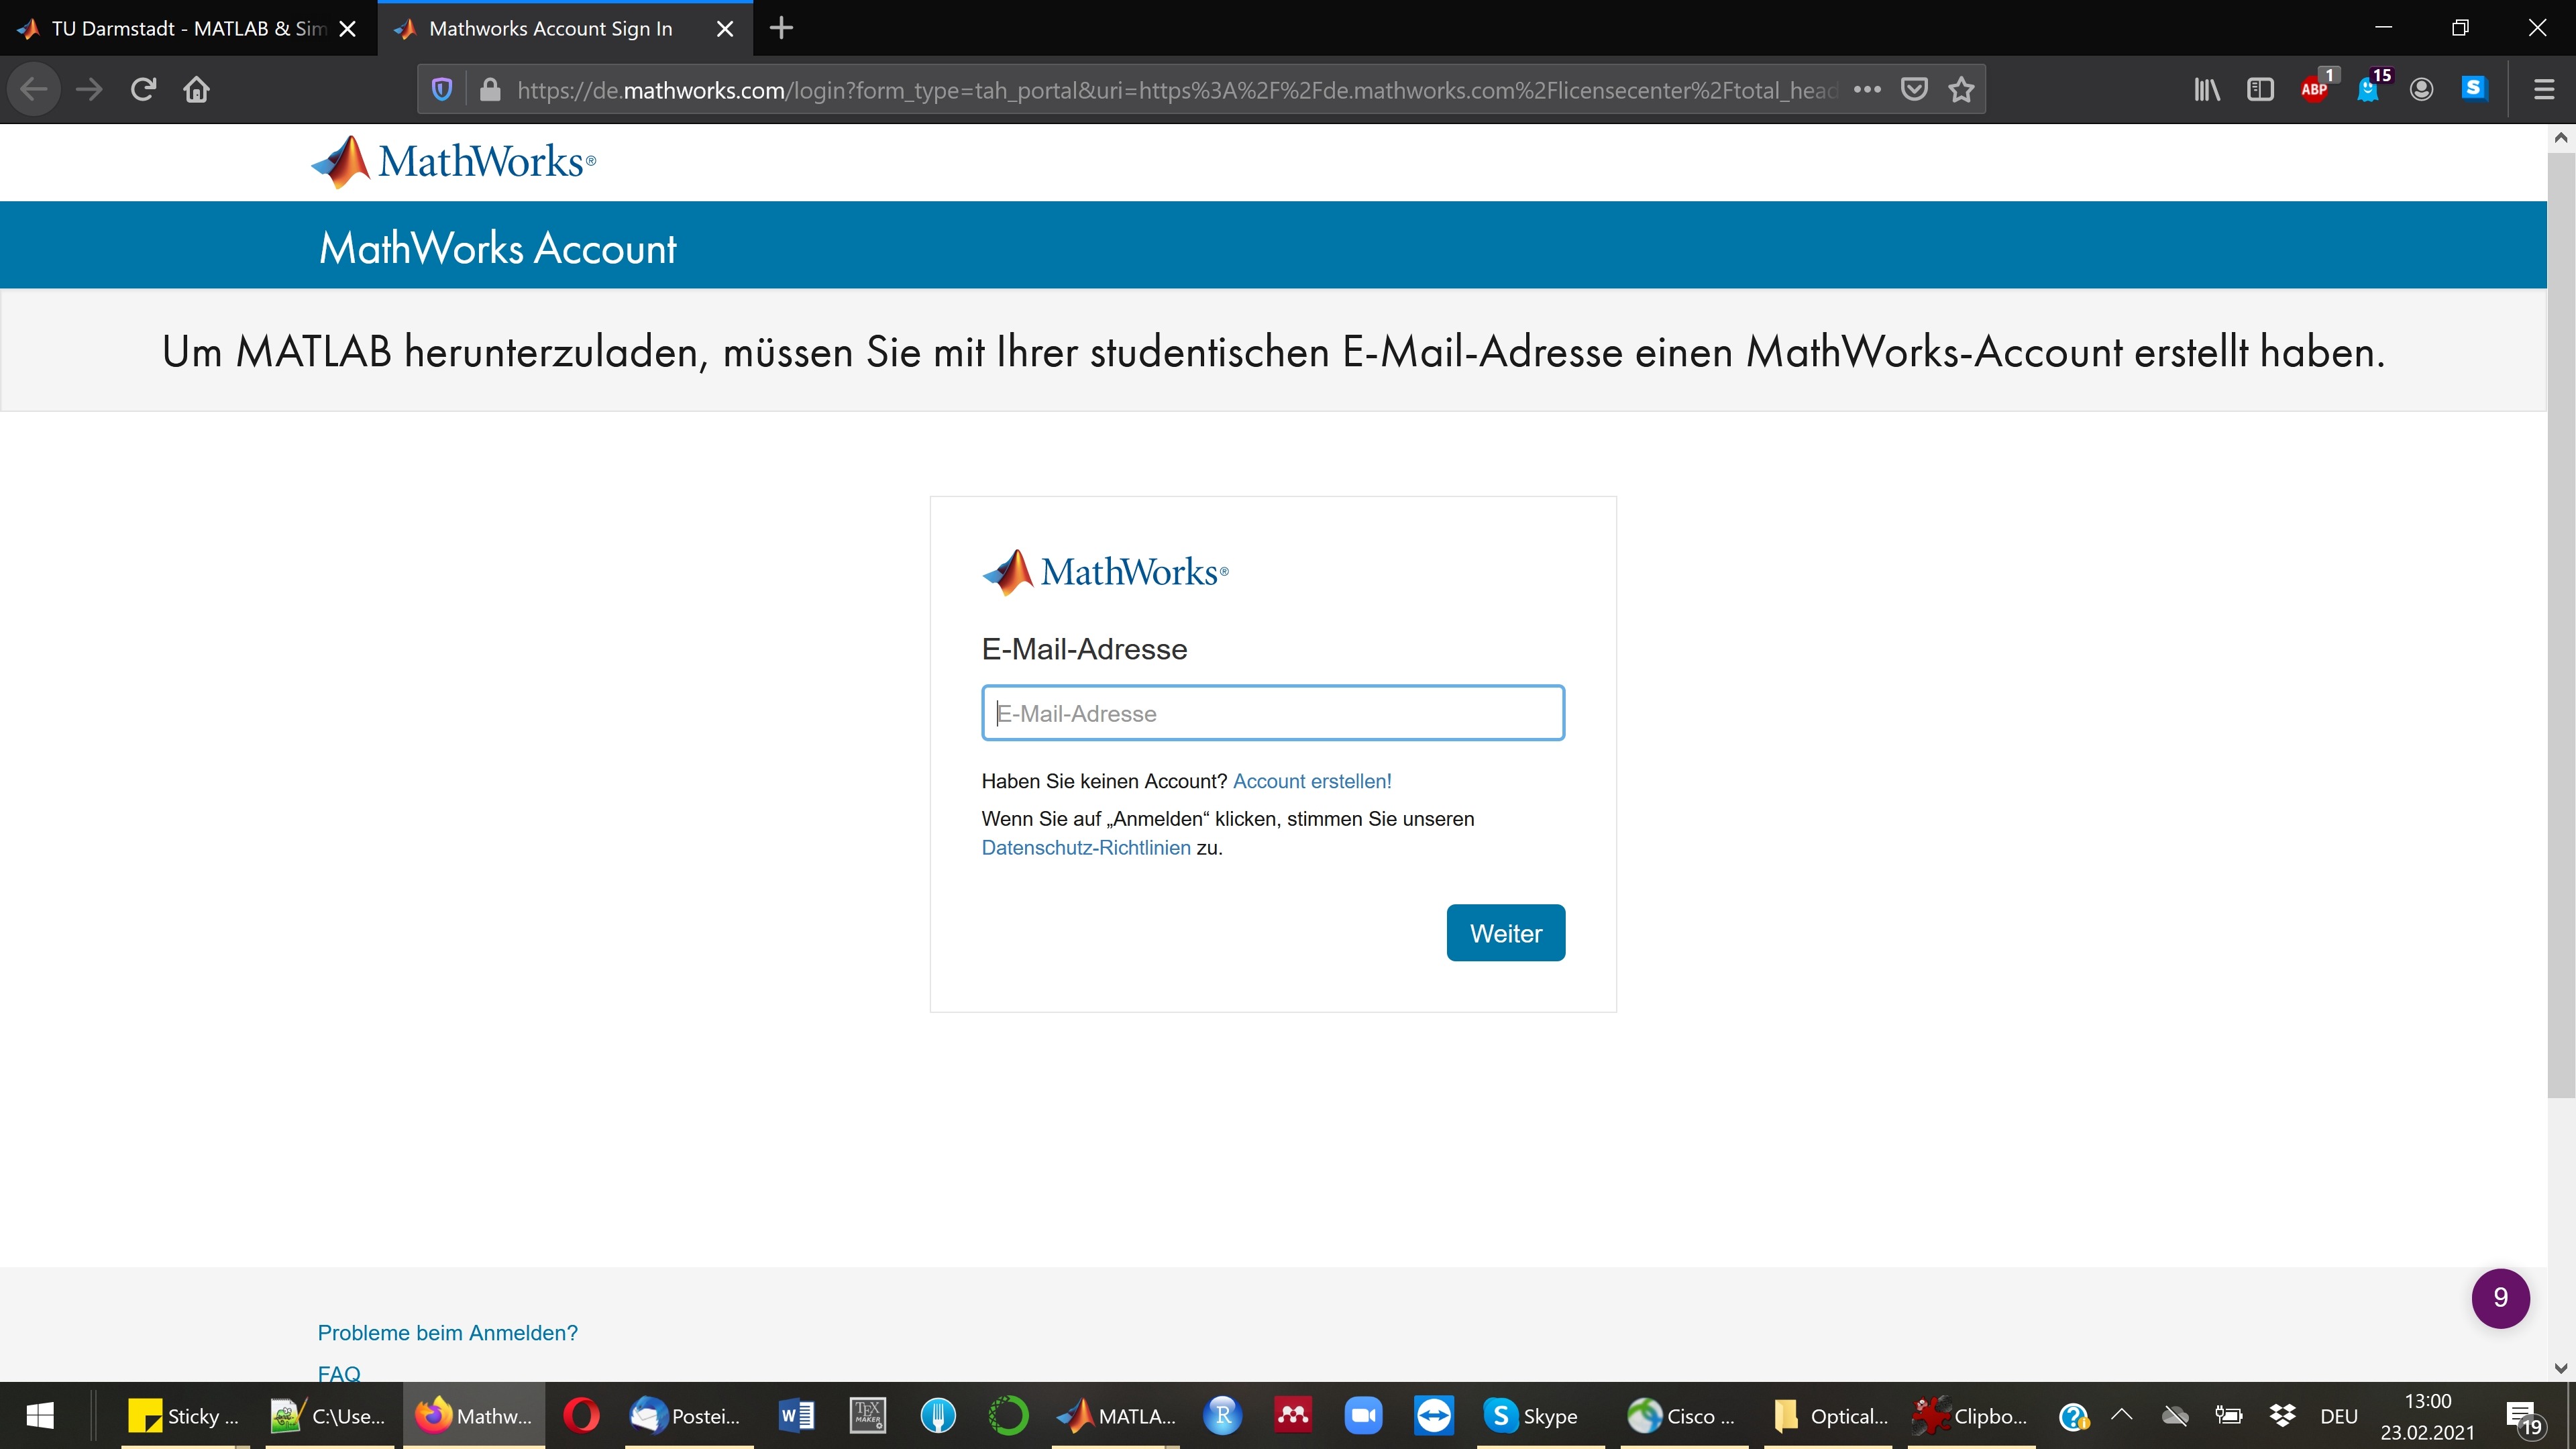 TU Darmstadt - MATLAB & Sim
Mathworks Account Sign In
https://de.mathworks.com/login?form_type=tah_portal&uri=https%3A%2F%2Fde.mathworks.com%2Flicensecenter%2Ftotal_head
ABP
1
15
S
MathWorks®
MathWorks Account
Um MATLAB herunterzuladen, müssen Sie mit Ihrer studentischen E-Mail-Adresse einen MathWorks-Account erstellt haben.
MathWorks®
E-Mail-Adresse
E-Mail-Adresse
Haben Sie keinen Account? Account erstellen!
Wenn Sie auf „Anmelden“ klicken, stimmen Sie unseren
Datenschutz-Richtlinien zu.
Weiter
9
Probleme beim Anmelden?
FAQ
Sticky ...
C:\Use...
Mathw...
Postei...
W
TEX
MAKER
MATLA...
R
S
Skype
Cisco ...
Optical...
Clipbo...
?
DEU
13:00
23.02.2021
19